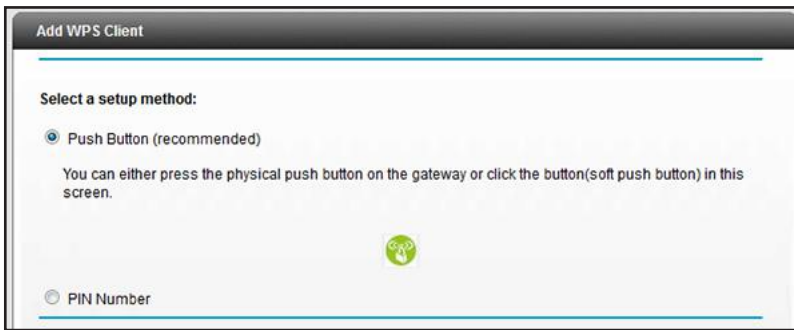 Add WPS Client
Select a setup method:
Push Button (recommended)
You can either press the physical push button on the gateway or click the button(soft push button) in this
screen.
PIN Number